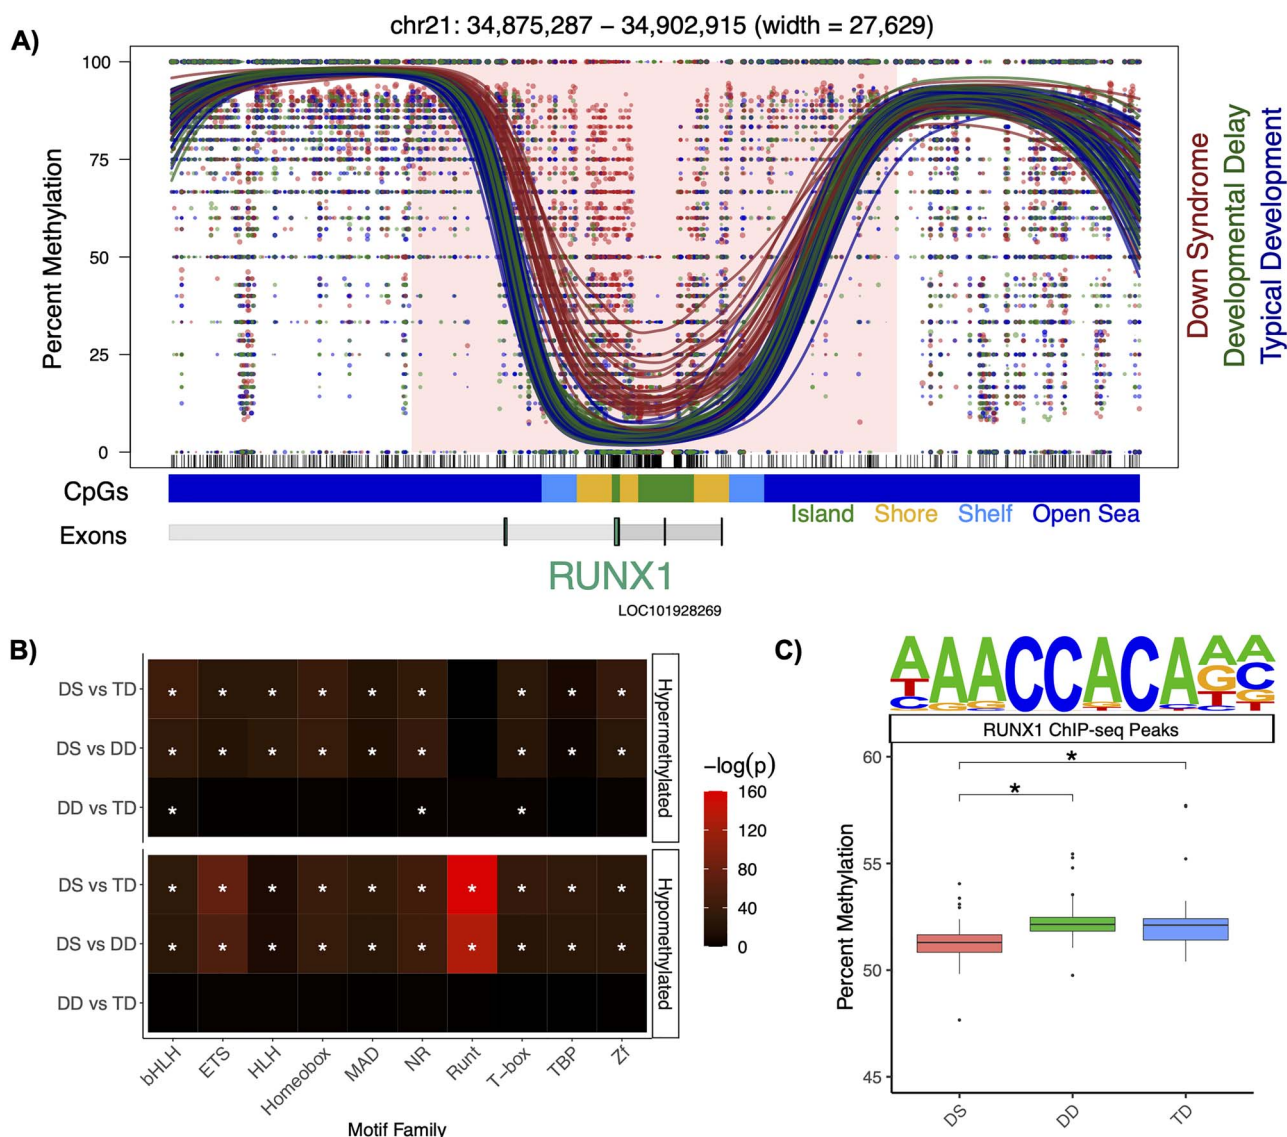 A)
chr21: 34,875,287 − 34,902,915 (width = 27,629)
Percent Methylation
100
75
50
25
0
Down Syndrome
Developmental Delay
Typical Development
CpGs
Island Shore Shelf Open Sea
Exons
RUNX1
LOC101928269
B)
DS vs TD
DS vs DD
DD vs TD
Hypermethylated
DS vs TD
DS vs DD
DD vs TD
Hypomethylated
bHLH
ETS
HLH
Homeobox
MAD
NR
Runt
T−box
TBP
Zf
Motif Family
−log(p)
160
120
80
40
0
C)
AAACCACAAA
TGGGTGC
CTCG
T
RUNX1 ChIP−seq Peaks
Percent Methylation
60
55
50
45
DS
DD
TD